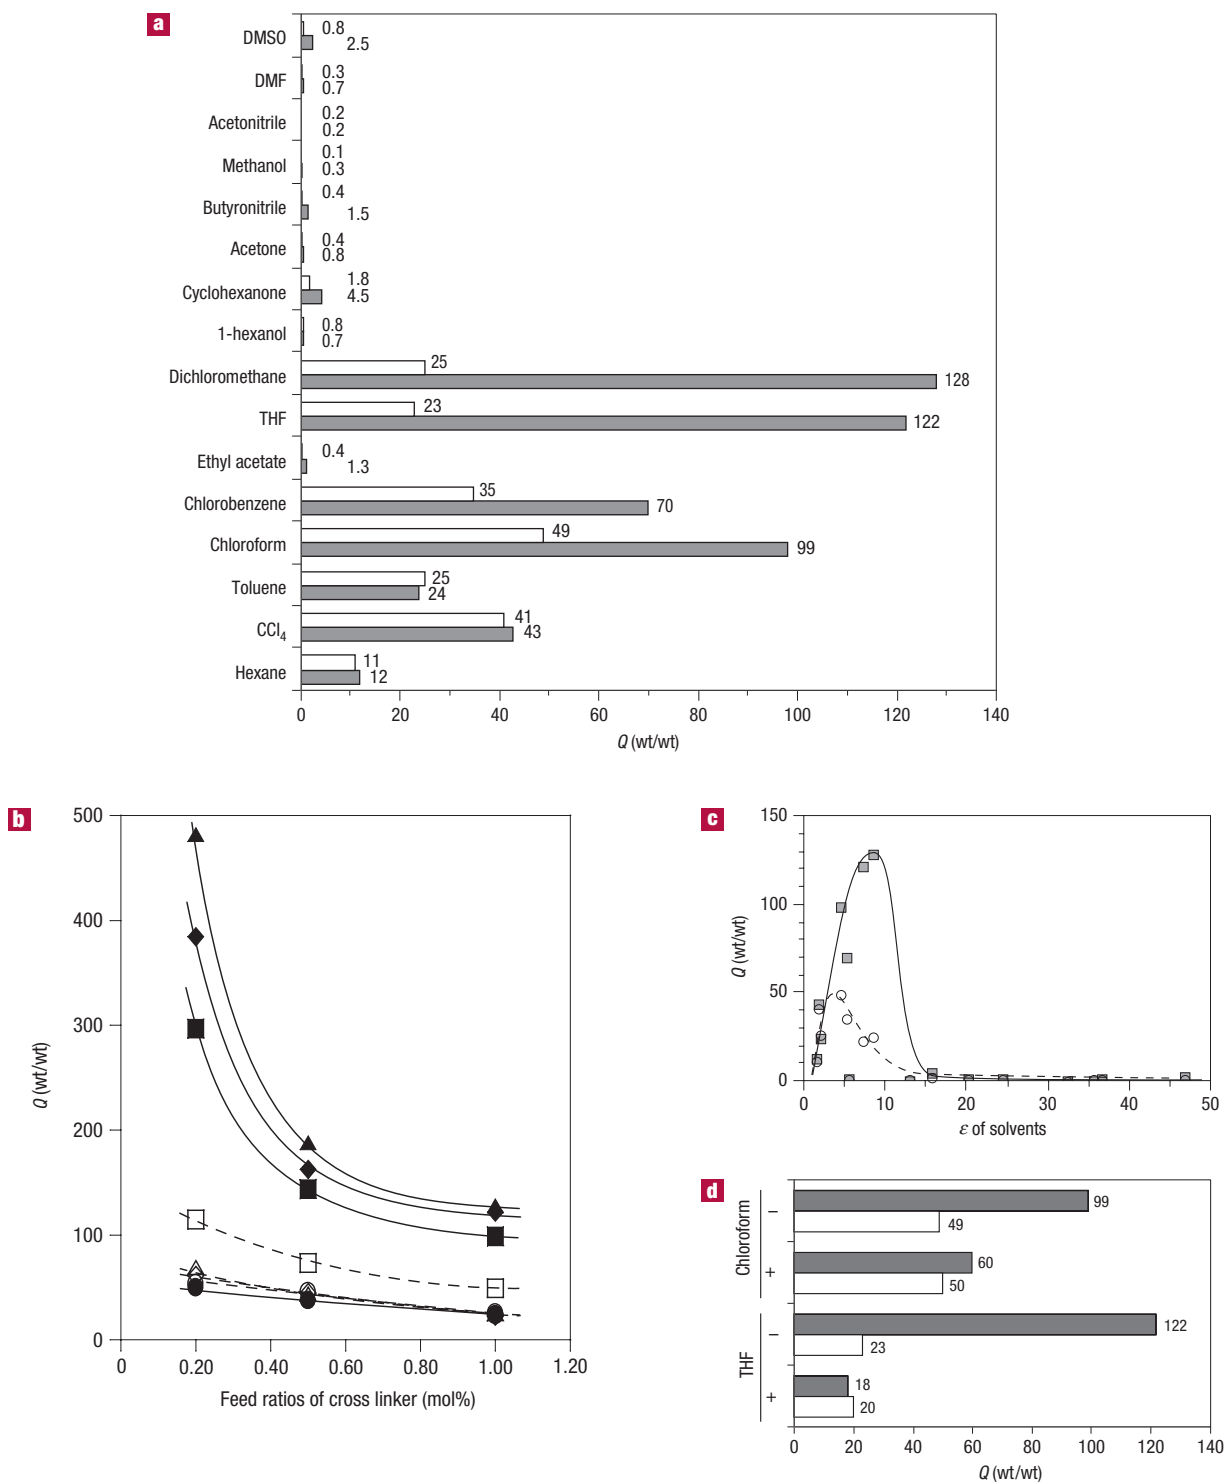 a
DMSO
0.8
2.5
DMF
0.3
0.7
Acetonitrile
0.2
0.2
Methanol
0.1
0.3
Butyronitrile
0.4
1.5
Acetone
0.4
0.8
Cyclohexanone
1.8
4.5
1-hexanol
0.8
0.7
Dichloromethane
25
128
THF
23
122
Ethyl acetate
0.4
1.3
Chlorobenzene
35
70
Chloroform
49
99
Toluene
25
24
CCl₄
41
43
Hexane
11
12
0 20 40 60 80 100 120 140
Q (wt/wt)
b
500
400
300
200
100
0
Q (wt/wt)
0 0.20 0.40 0.60 0.80 1.00 1.20
Feed ratios of cross linker (mol%)
c
150
100
50
0
Q (wt/wt)
0 10 20 30 40 50
ε of solvents
d
Chloroform
−
99
49
+
60
50
THF
−
122
23
+
18
20
0 20 40 60 80 100 120 140
Q (wt/wt)